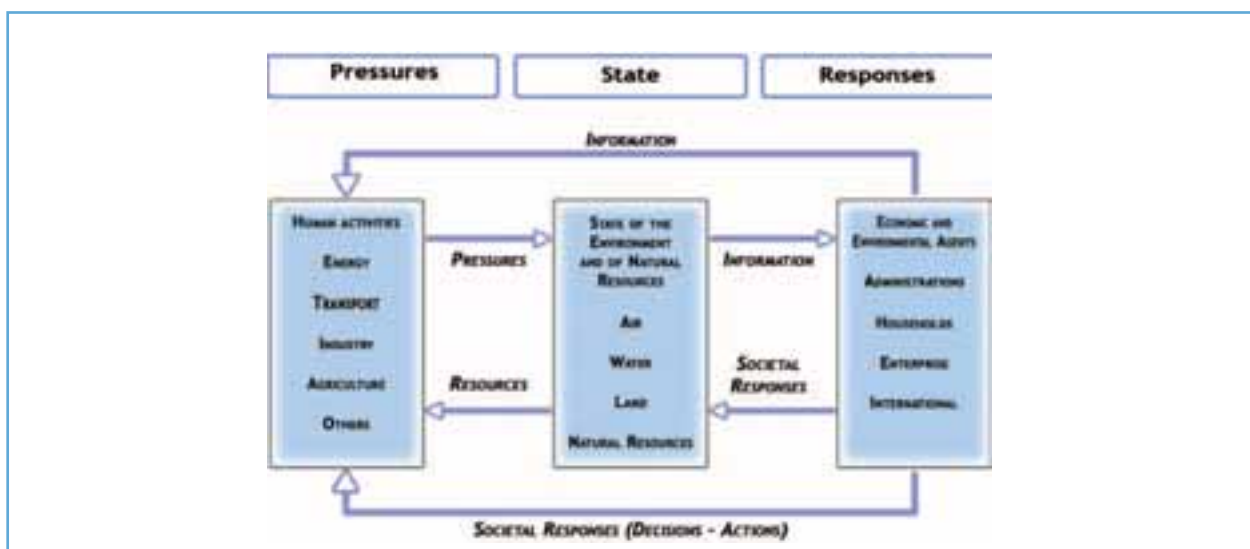 Pressures
State
Responses
INFORMATION
HUMAN ACTIVITIES
ENERGY
TRANSPORT
INDUSTRY
AGRICULTURE
OTHERS
PRESSURES
RESOURCES
STATE OF THE
ENVIRONMENT
AND OF NATURAL
RESOURCES
AIR
WATER
LAND
NATURAL RESOURCES
INFORMATION
SOCIETAL
RESPONSES
ECONOMIC AND
ENVIRONMENTAL AGENTS
ADMINISTRATIONS
HOUSEHOLDS
ENTERPRISE
INTERNATIONAL
SOCIETAL RESPONSES (DECISIONS - ACTIONS)